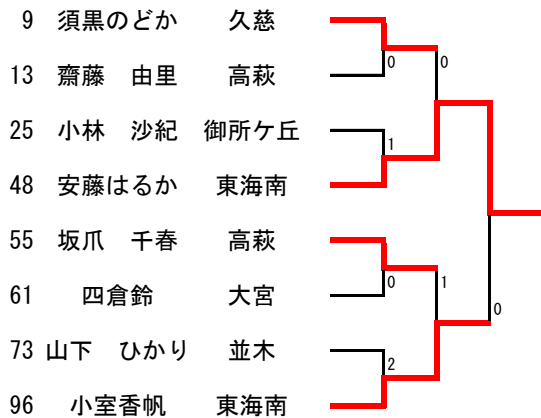 9 須黒のどか 久慈
0 0
13 齋藤 由里 高萩
25 小林 沙紀 御所ケ丘
1
48 安藤はるか 東海南
55 坂爪 千春 高萩
0 1
61 四倉鈴 大宮
0
73 山下 ひかり 並木
2
96 小室香帆 東海南